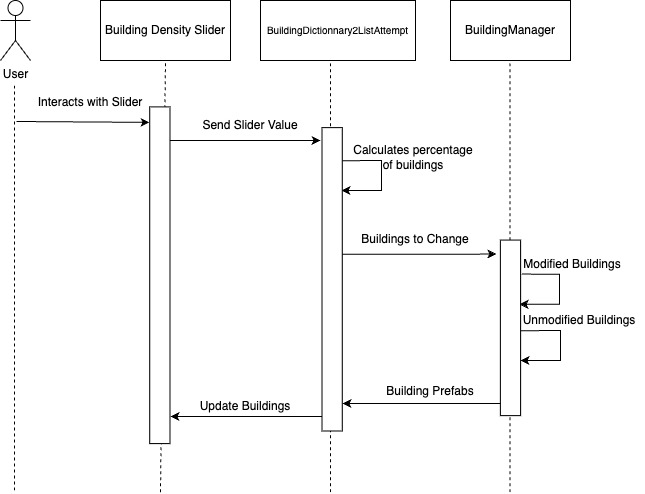 Building Density Slider
BuildingDictionnary2ListAttempt
BuildingManager
User
Interacts with Slider
Send Slider Value
Calculates percentage
of buildings
Buildings to Change
Modified Buildings
Unmodified Buildings
Building Prefabs
Update Buildings